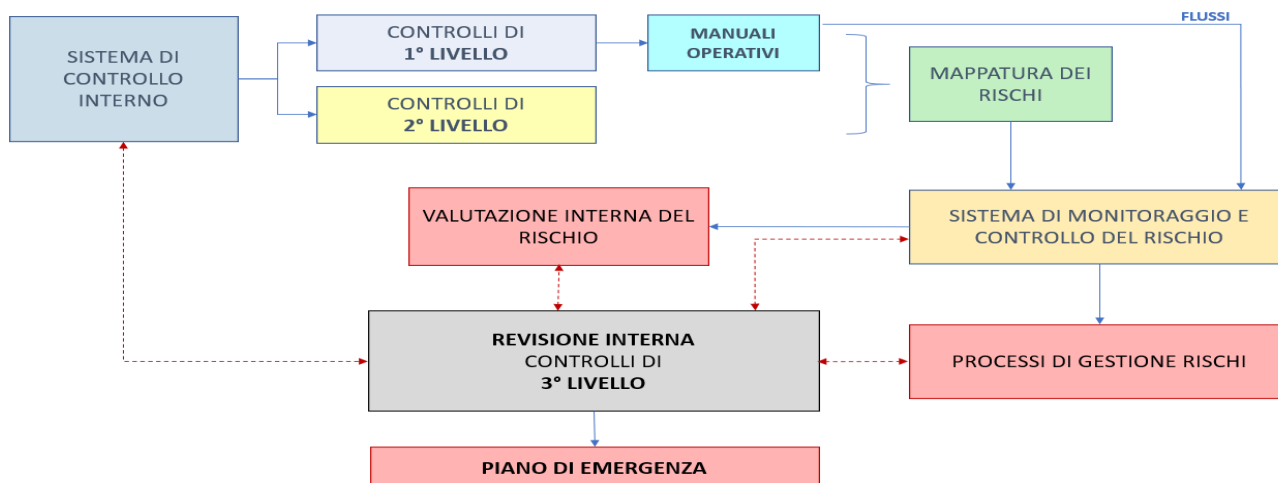 SISTEMA DI
CONTROLLO
INTERNO
CONTROLLI DI
1° LIVELLO
CONTROLLI DI
2° LIVELLO
MANUALI
OPERATIVI
FLUSSI
MAPPATURA DEI
RISCHI
VALUTAZIONE INTERNA DEL
RISCHIO
SISTEMA DI MONITORAGGIO E
CONTROLLO DEL RISCHIO
REVISIONE INTERNA
CONTROLLI DI
3° LIVELLO
PROCESSI DI GESTIONE RISCHI
PIANO DI EMERGENZA